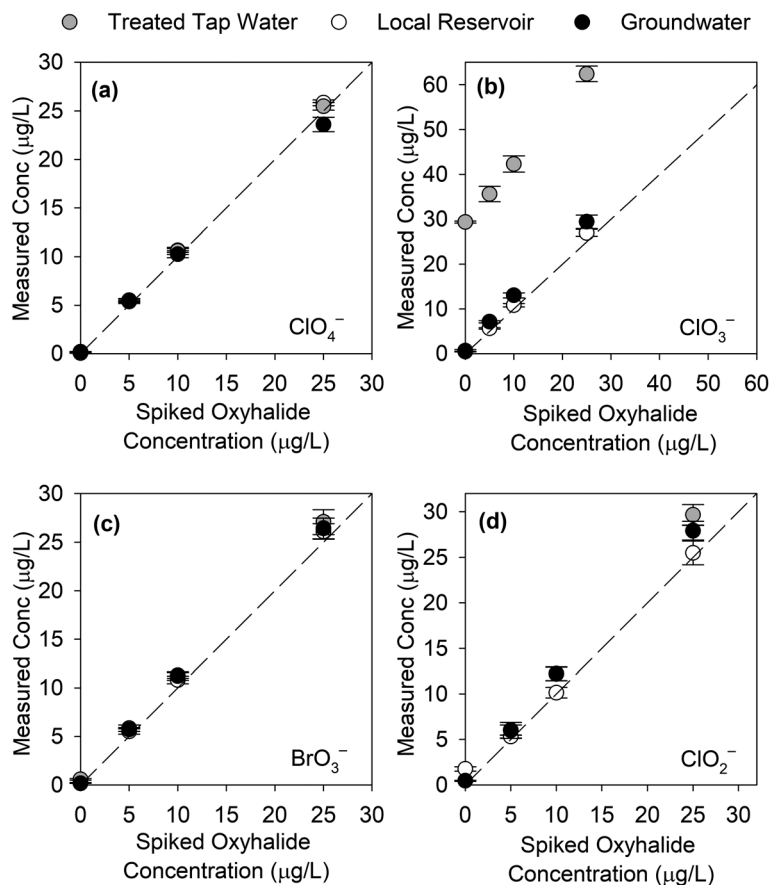 Treated Tap Water Local Reservoir Groundwater
(a)
Measured Conc (μg/L)
30
25
20
15
10
5
0
ClO₄⁻
0 5 10 15 20 25 30
Spiked Oxyhalide
Concentration (μg/L)
(b)
Measured Conc (μg/L)
60
50
40
30
20
10
0
ClO₃⁻
0 10 20 30 40 50 60
Spiked Oxyhalide
Concentration (μg/L)
(c)
Measured Conc (μg/L)
30
25
20
15
10
5
0
BrO₃⁻
0 5 10 15 20 25 30
Spiked Oxyhalide
Concentration (μg/L)
(d)
Measured Conc (μg/L)
30
25
20
15
10
5
0
ClO₂⁻
0 5 10 15 20 25 30
Spiked Oxyhalide
Concentration (μg/L)